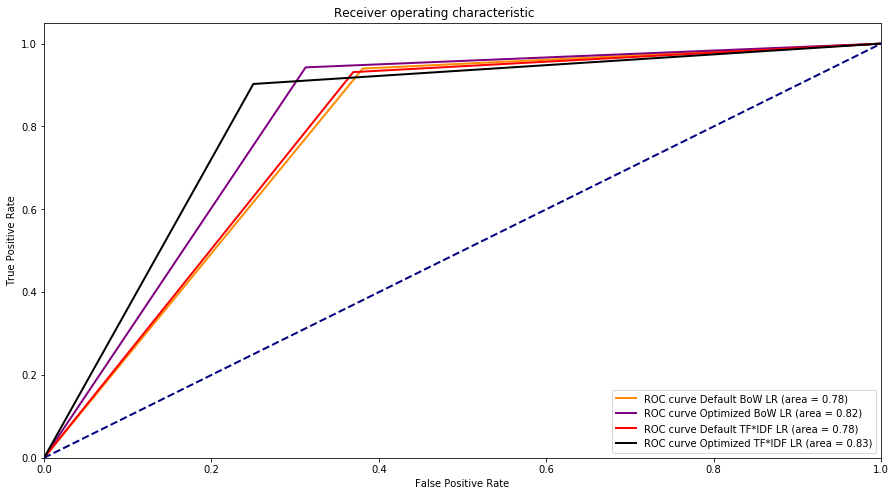 Receiver operating characteristic
1.0
0.8
0.6
0.4
0.2
0.0
True Positive Rate
0.0 0.2 0.4 0.6 0.8 1.0
False Positive Rate
ROC curve Default BoW LR (area = 0.78)
ROC curve Optimized BoW LR (area = 0.82)
ROC curve Default TF*IDF LR (area = 0.78)
ROC curve Optimized TF*IDF LR (area = 0.83)